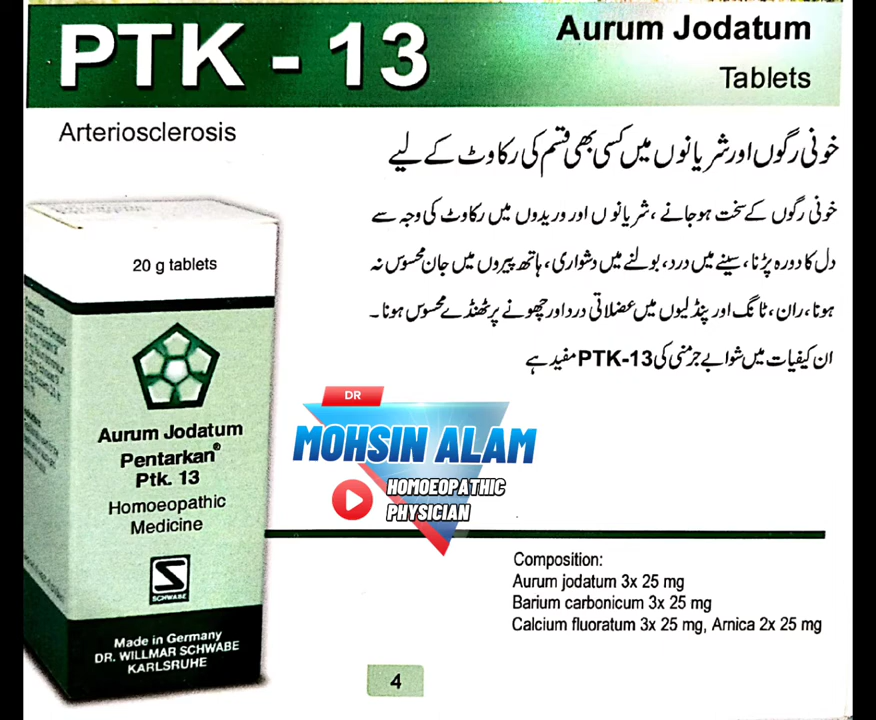 PTK - 13
Aurum Jodatum
Tablets
Arteriosclerosis
خونی رگوں اور شریانوں میں کسی بھی قسم کی رکاوٹ کے لیے
خونی رگوں کے سخت ہوجانے، شریانوں اور وریدوں میں رکاوٹ کی وجہ سے
دل کا دورہ پڑنا، سینے میں درد، بولنے میں دشواری، ہاتھ پیروں میں جان محسوس نہ
ہونا، ران، ٹانگ اور پنڈلیوں میں عضلاتی درد اور چھونے پر ٹھنڈے محسوس ہونا۔
ان کیفیات میں شوابے جرمنی کی PTK-13 مفید ہے
20 g tablets
Aurum Jodatum
Pentarkan®
Ptk. 13
Homoeopathic
Medicine
SCHWABE
Made in Germany
DR. WILLMAR SCHWABE
KARLSRUHE
DR
MOHSIN ALAM
HOMOEOPATHIC
PHYSICIAN
Composition:
Aurum jodatum 3x 25 mg
Barium carbonicum 3x 25 mg
Calcium fluoratum 3x 25 mg, Arnica 2x 25 mg
4